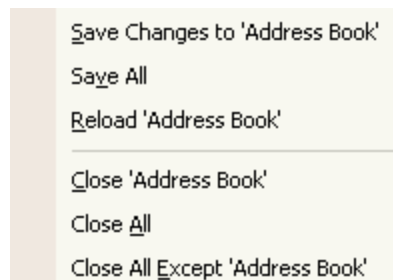 Save Changes to 'Address Book'
Save All
Reload 'Address Book'
Close 'Address Book'
Close All
Close All Except 'Address Book'